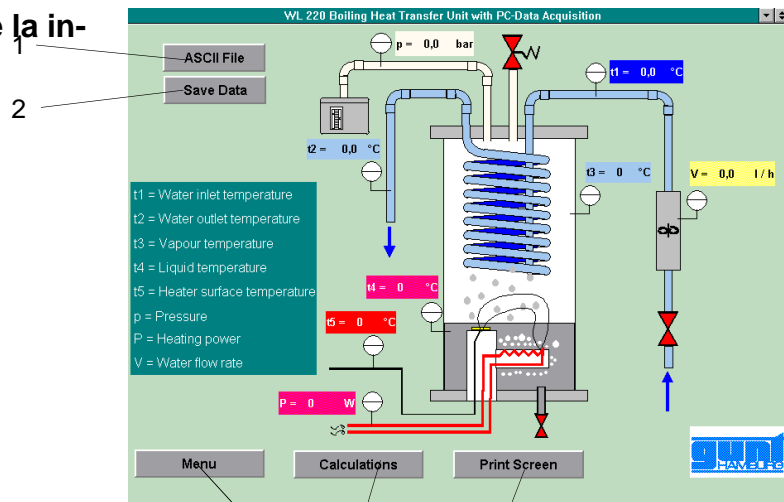 e la in-
WL 220 Boiling Heat Transfer Unit with PC-Data Acquisition
1
ASCII File
p = 0,0 bar
t1 = 0,0 °C
2
Save Data
t2 = 0,0 °C
t3 = 0 °C
V = 0,0 l / h
t1 = Water inlet temperature
t2 = Water outlet temperature
t3 = Vapour temperature
t4 = Liquid temperature
t5 = Heater surface temperature
p = Pressure
P = Heating power
V = Water flow rate
t4 = 0 °C
t5 = 0 °C
P = 0 W
Menu
Calculations
Print Screen
gunt
HAMBURG